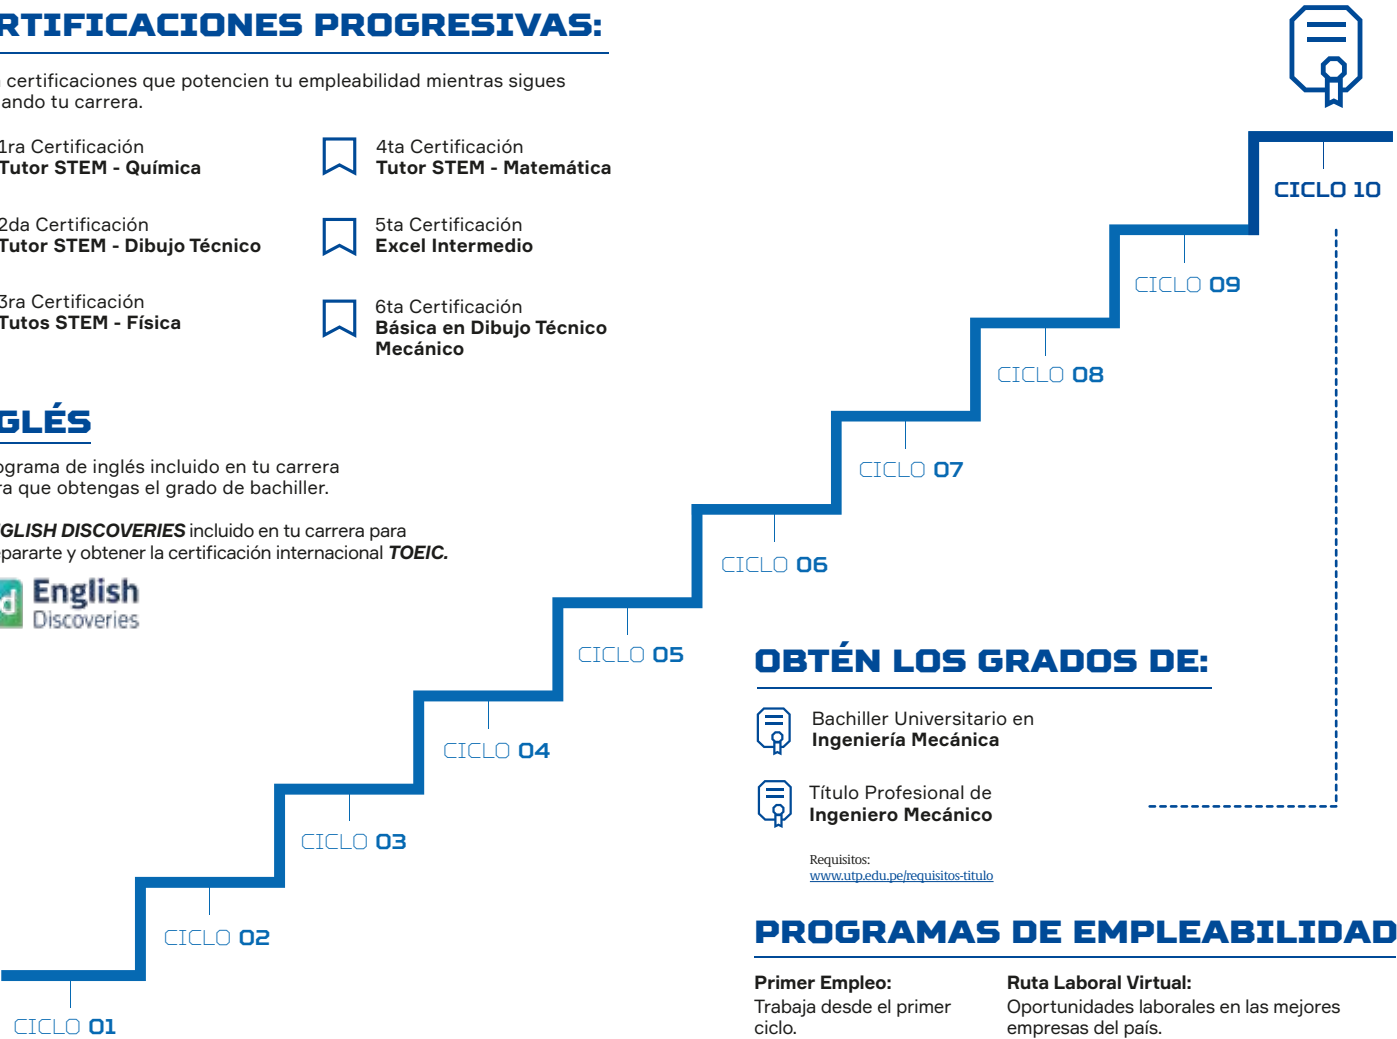 RTIFICACIONES PROGRESIVAS:
certificaciones que potencien tu empleabilidad mientras sigues
ando tu carrera.
1ra Certificación
Tutor STEM - Química
2da Certificación
Tutor STEM - Dibujo Técnico
3ra Certificación
Tutos STEM - Física
4ta Certificación
Tutor STEM - Matemática
5ta Certificación
Excel Intermedio
6ta Certificación
Básica en Dibujo Técnico
Mecánico
GLÉS
ograma de inglés incluido en tu carrera
ra que obtengas el grado de bachiller.
GLISH DISCOVERIES incluido en tu carrera para
epararte y obtener la certificación internacional TOEIC.
d English
Discoveries
CICLO 01
CICLO 02
CICLO 03
CICLO 04
CICLO 05
CICLO 06
CICLO 07
CICLO 08
CICLO 09
CICLO 10
OBTÉN LOS GRADOS DE:
Bachiller Universitario en
Ingeniería Mecánica
Título Profesional de
Ingeniero Mecánico
Requisitos:
www.utp.edu.pe/requisitos-titulo
PROGRAMAS DE EMPLEABILIDAD
Primer Empleo:
Trabaja desde el primer
ciclo.
Ruta Laboral Virtual:
Oportunidades laborales en las mejores
empresas del país.